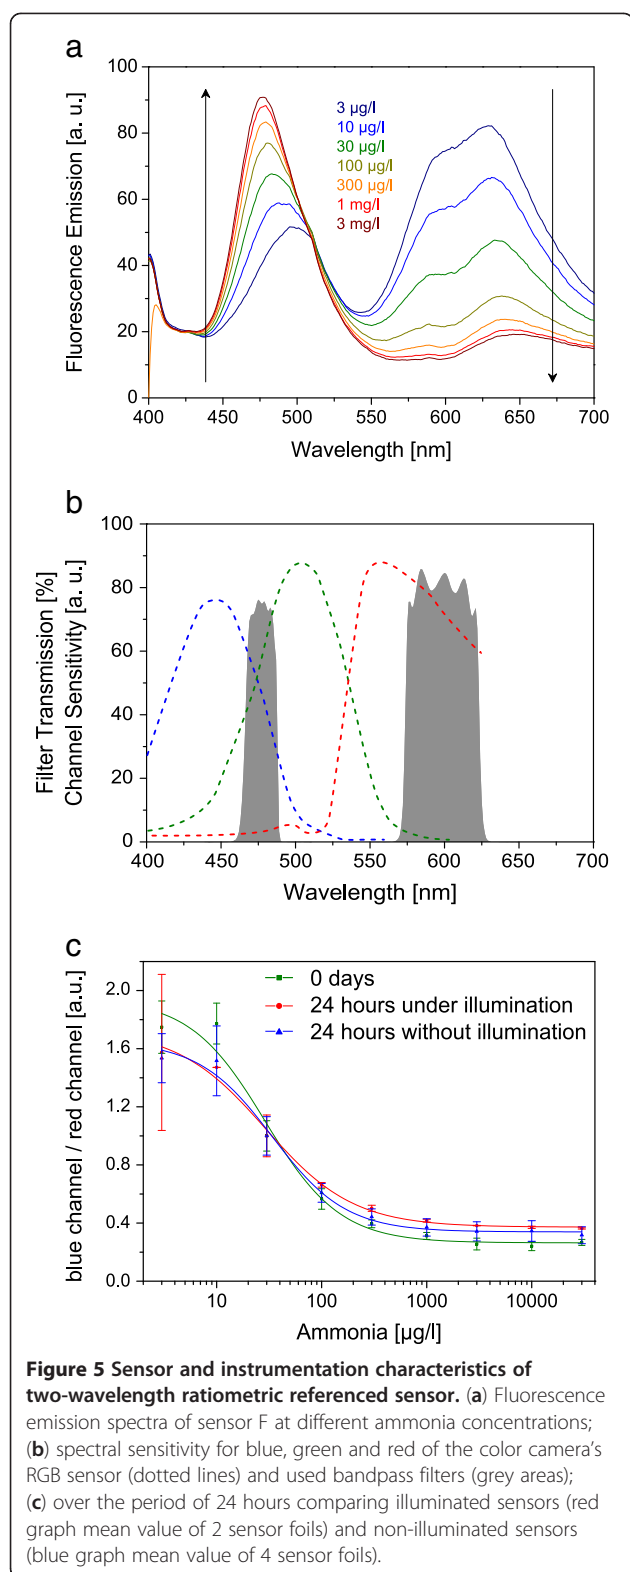 a
100
80
60
40
20
0
Fluorescence Emission [a. u.]
3 µg/l
10 µg/l
30 µg/l
100 µg/l
300 µg/l
1 mg/l
3 mg/l
400 450 500 550 600 650 700
Wavelength [nm]
b
100
80
60
40
20
0
Filter Transmission [%]
Channel Sensitivity [a. u.]
400 450 500 550 600 650 700
Wavelength [nm]
c
2.0
1.6
1.2
0.8
0.4
0.0
blue channel / red channel [a.u.]
0 days
24 hours under illumination
24 hours without illumination
10 100 1000 10000
Ammonia [µg/l]
Figure 5 Sensor and instrumentation characteristics of
two-wavelength ratiometric referenced sensor. (a) Fluorescence
emission spectra of sensor F at different ammonia concentrations;
(b) spectral sensitivity for blue, green and red of the color camera's
RGB sensor (dotted lines) and used bandpass filters (grey areas);
(c) over the period of 24 hours comparing illuminated sensors (red
graph mean value of 2 sensor foils) and non-illuminated sensors
(blue graph mean value of 4 sensor foils).